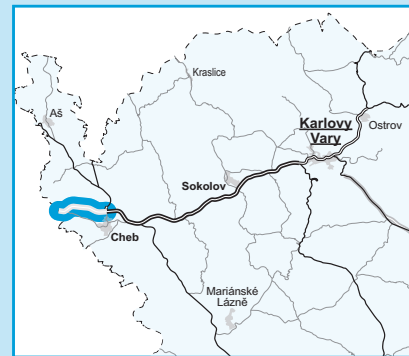 Kraslice
Aš
Karlovy
Vary
Ostrov
Sokolov
Cheb
Mariánské
Lázně